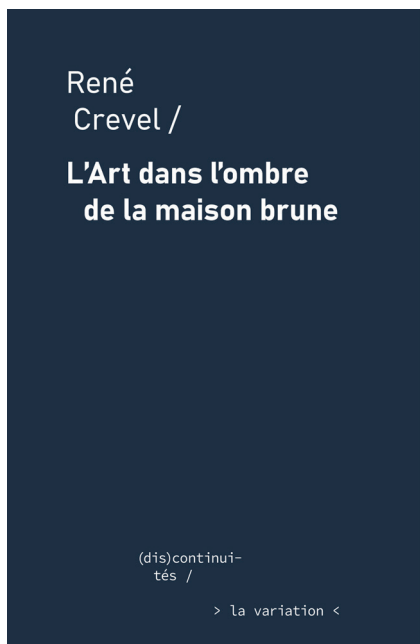 René
Crevel /
L'Art dans l'ombre
de la maison brune
(dis)continui-
tés /
> la variation <